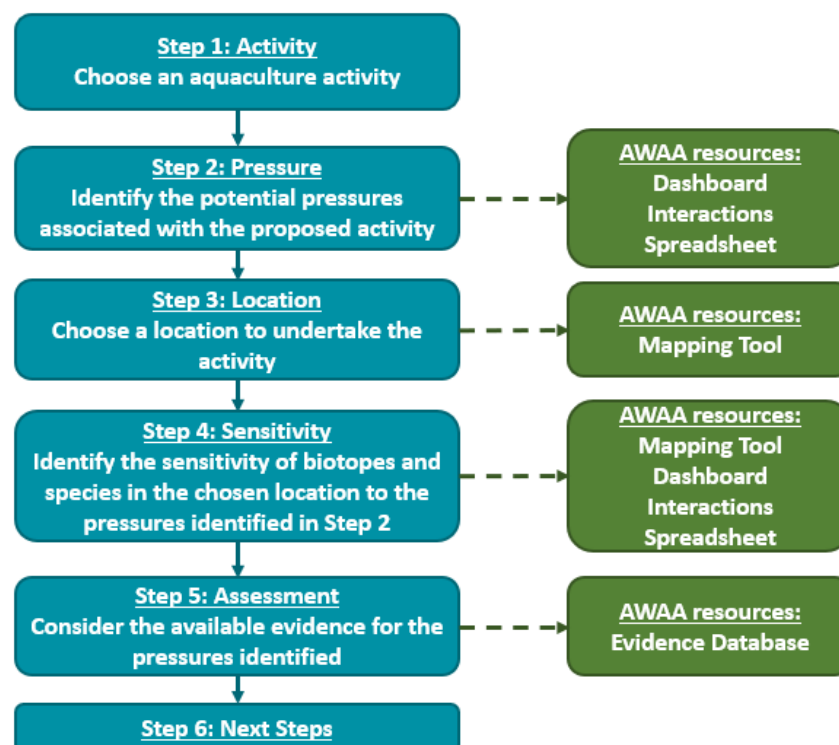 Step 1: Activity
Choose an aquaculture activity
Step 2: Pressure
Identify the potential pressures
associated with the proposed activity
AWAA resources:
Dashboard
Interactions
Spreadsheet
Step 3: Location
Choose a location to undertake the
activity
AWAA resources:
Mapping Tool
Step 4: Sensitivity
Identify the sensitivity of biotopes and
species in the chosen location to the
pressures identified in Step 2
AWAA resources:
Mapping Tool
Dashboard
Interactions
Spreadsheet
Step 5: Assessment
Consider the available evidence for the
pressures identified
AWAA resources:
Evidence Database
Step 6: Next Steps